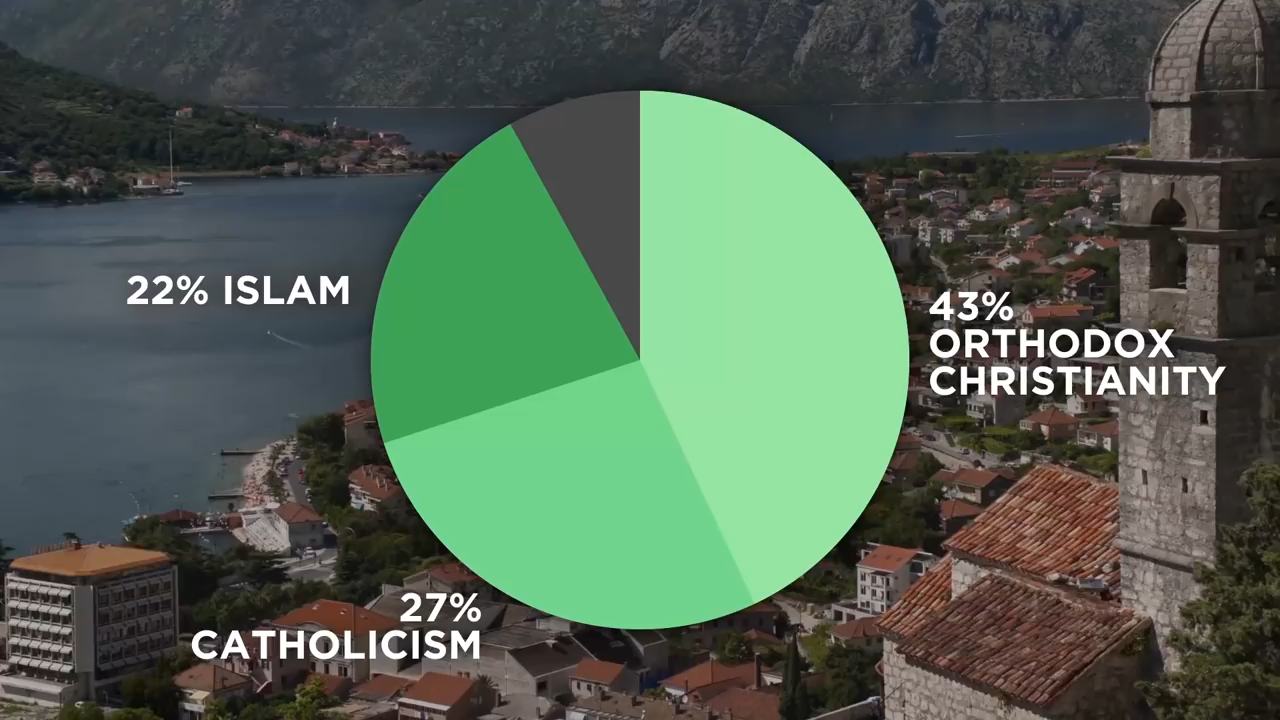 22% ISLAM
43%
ORTHODOX
CHRISTIANITY
27%
CATHOLICISM